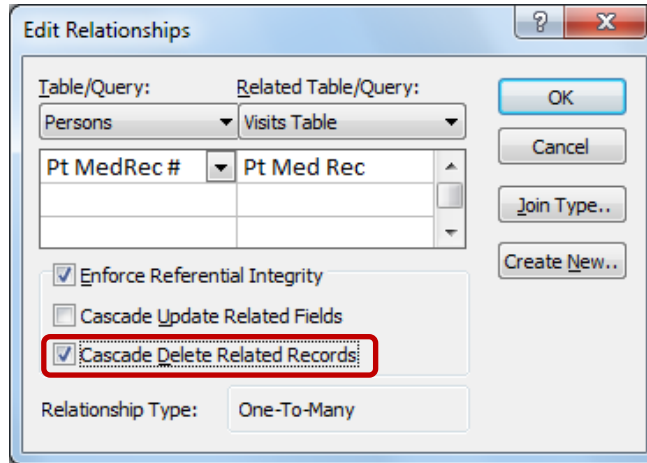 Edit Relationships
Table/Query: Related Table/Query:
Persons Visits Table
Pt MedRec # Pt Med Rec
Enforce Referential Integrity
Cascade Update Related Fields
Cascade Delete Related Records
Relationship Type: One-To-Many
OK
Cancel
Join Type..
Create New..